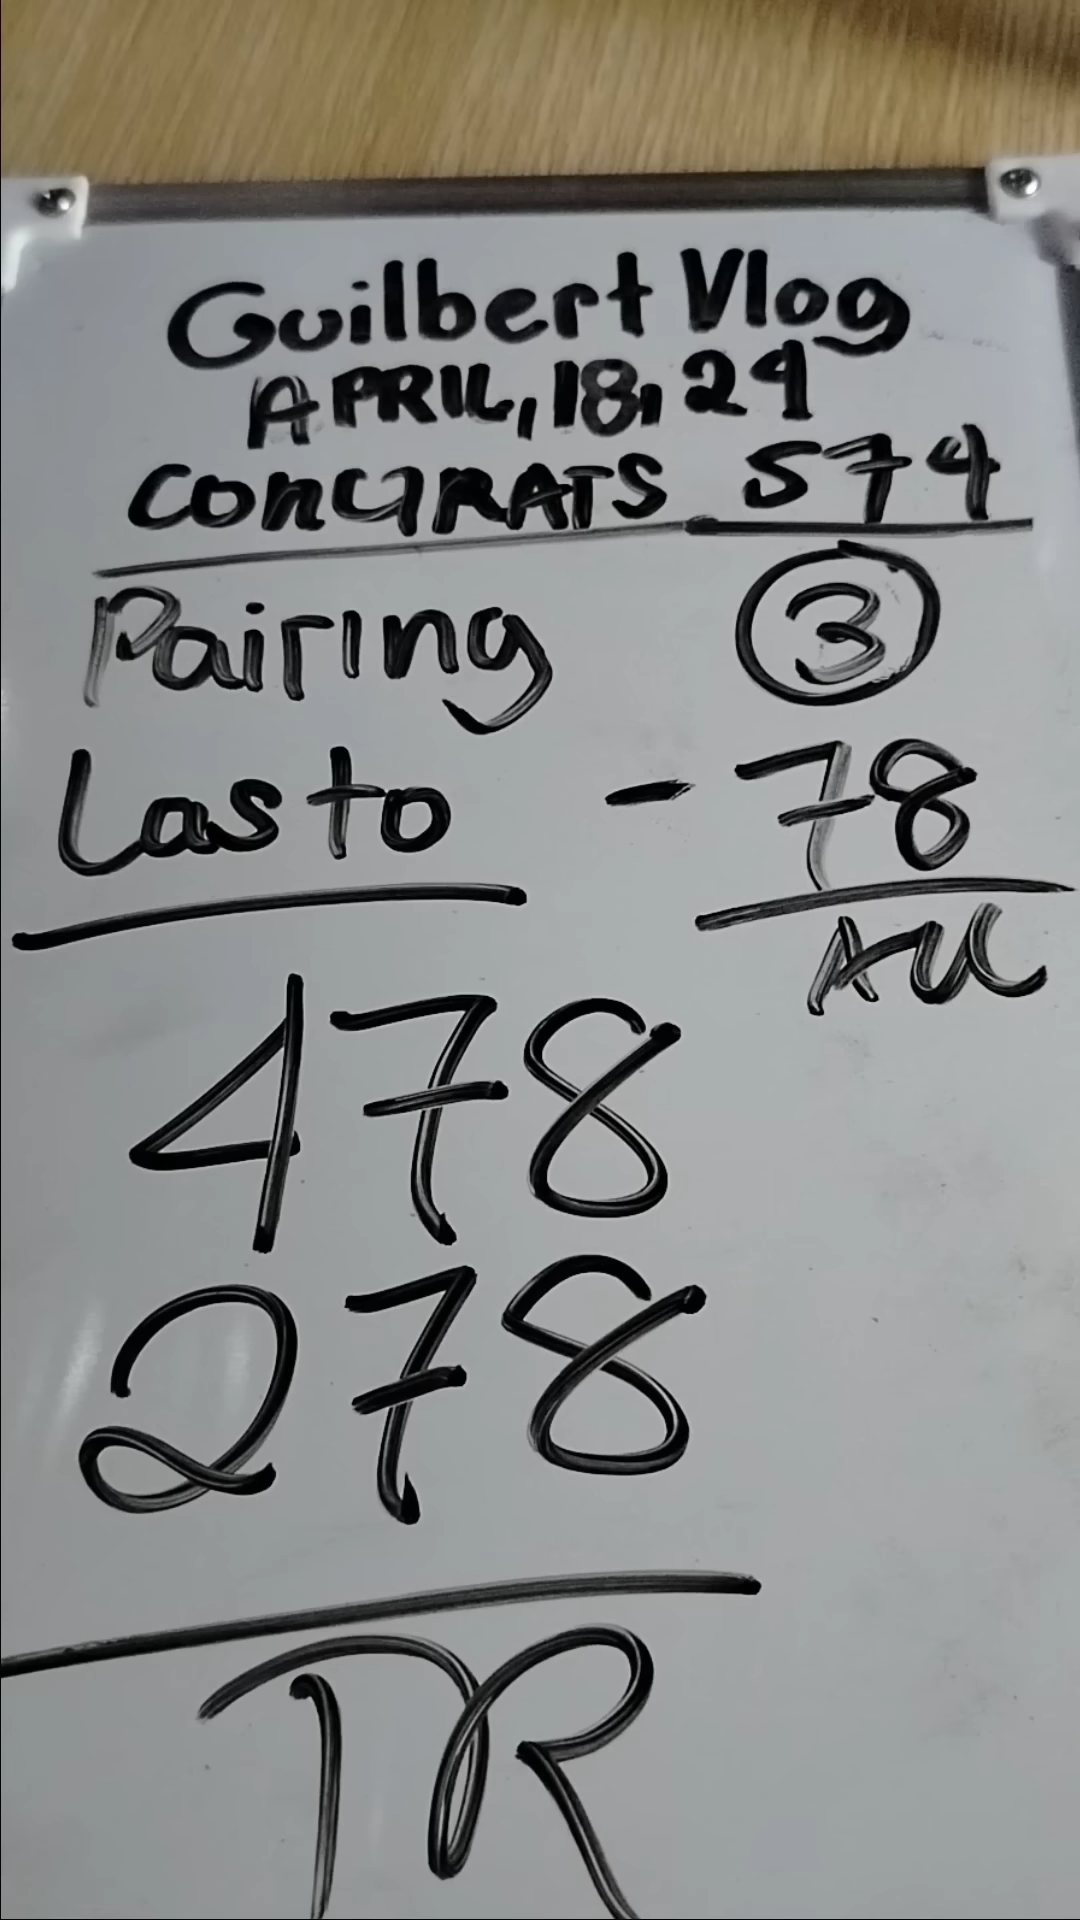 Guilbert Vlog
APRIL, 18, 24
CONGRATS 574
Pairing 3
Lasto - 78
All
478
278
TR